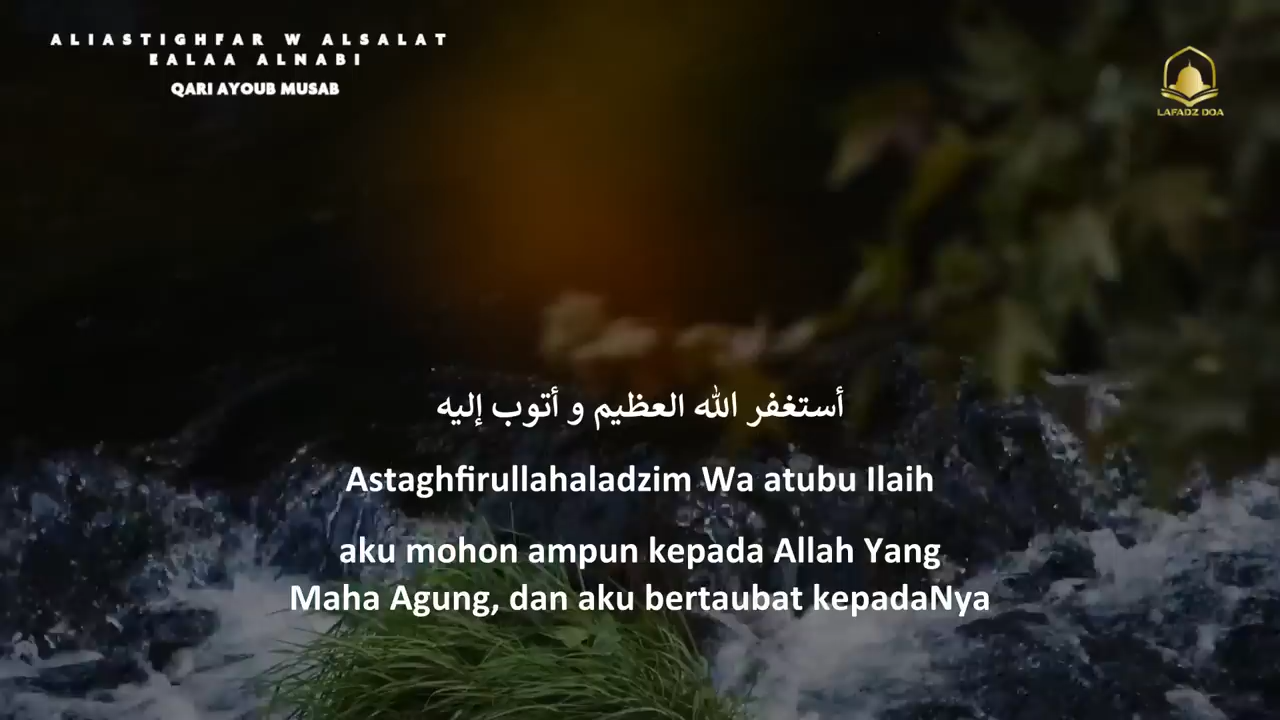 ALIASTIGHFAR W ALSALAT
EALAA ALNABI
QARI AYOUB MUSAB
LAFADZ DOA
أستغفر الله العظيم و أتوب إليه
Astaghfirullahaladzim Wa atubu Ilaih
aku mohon ampun kepada Allah Yang
Maha Agung, dan aku bertaubat kepadaNya